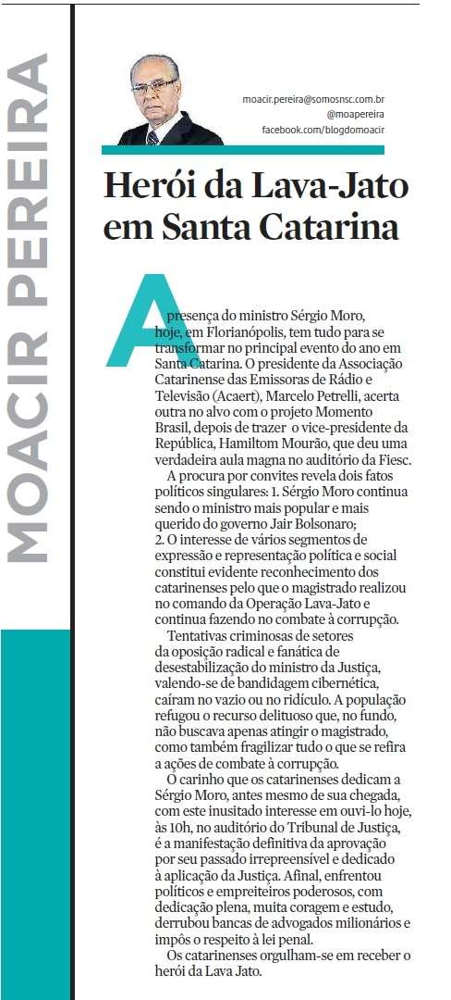 MOACIR PEREIRA
moacir.pereira@somosnsc.com.br
@moapereira
facebook.com/blogdomoacir
Herói da Lava-Jato
em Santa Catarina
A presença do ministro Sérgio Moro,
hoje, em Florianópolis, tem tudo para se
transformar no principal evento do ano em
Santa Catarina. O presidente da Associação
Catarinense das Emissoras de Rádio e
Televisão (Acaert), Marcelo Petrelli, acerta
outra no alvo com o projeto Momento
Brasil, depois de trazer o vice-presidente da
República, Hamiltom Mourão, que deu uma
verdadeira aula magna no auditório da Fiesc.
A procura por convites revela dois fatos
políticos singulares: 1. Sérgio Moro continua
sendo o ministro mais popular e mais
querido do governo Jair Bolsonaro;
2. O interesse de vários segmentos de
expressão e representação política e social
constitui evidente reconhecimento dos
catarinenses pelo que o magistrado realizou
no comando da Operação Lava-Jato e
continua fazendo no combate à corrupção.
Tentativas criminosas de setores
da oposição radical e fanática de
desestabilização do ministro da Justiça,
valendo-se de bandidagem cibernética,
caíram no vazio ou no ridículo. A população
refugou o recurso delituoso que, no fundo,
não buscava apenas atingir o magistrado,
como também fragilizar tudo o que se refira
a ações de combate à corrupção.
O carinho que os catarinenses dedicam a
Sérgio Moro, antes mesmo de sua chegada,
com este inusitado interesse em ouvi-lo hoje,
às 10h, no auditório do Tribunal de Justiça,
é a manifestação definitiva da aprovação
por seu passado irrepreensível e dedicado
à aplicação da Justiça. Afinal, enfrentou
políticos e empreiteiros poderosos, com
dedicação plena, muita coragem e estudo,
derrubou bancas de advogados milionários e
impôs o respeito à lei penal.
Os catarinenses orgulham-se em receber o
herói da Lava Jato.